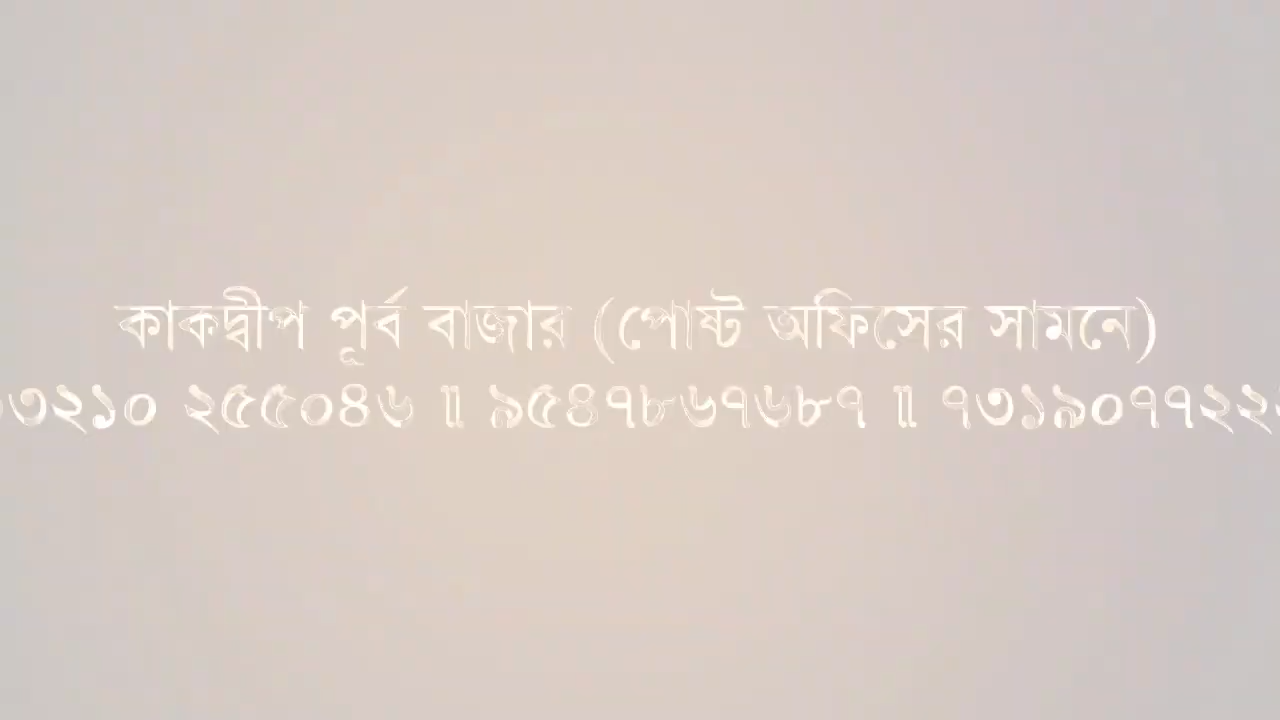 কাকদ্বীপ পূর্ব বাজার (পোষ্ট অফিসের সামনে)
৩২১০ ২৫৫০৪৬ ॥ ৯৫৪৭৮৬৭৬৮৭ ॥ ৭৩১৯০৭৭২২